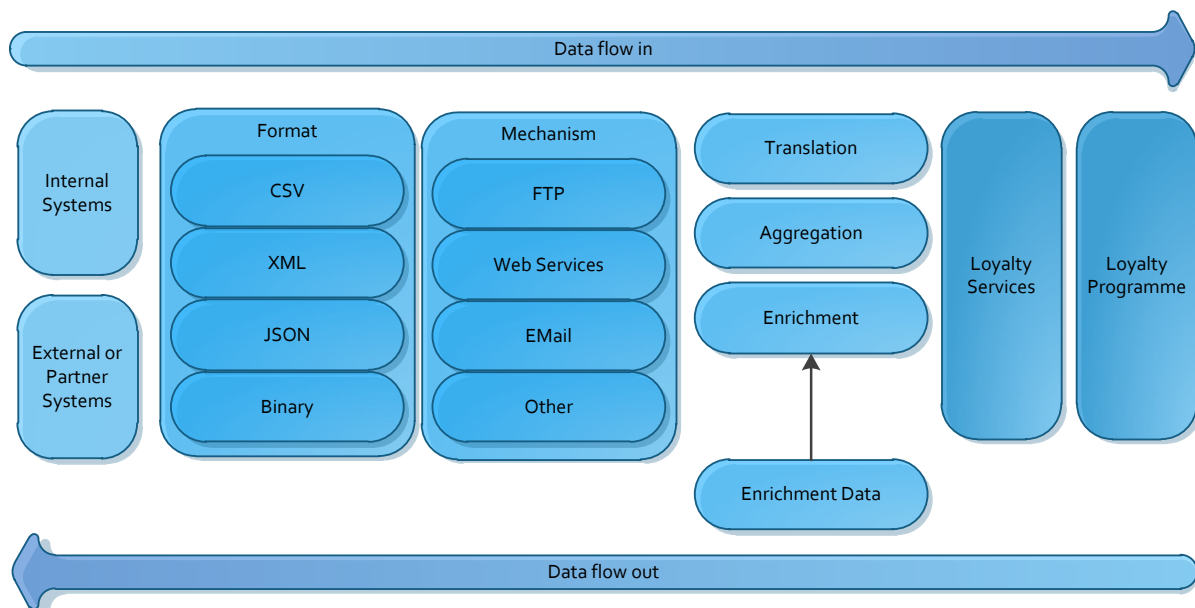 Data flow in
Internal
Systems
External or
Partner
Systems
Format
CSV
XML
JSON
Binary
Mechanism
FTP
Web Services
EMail
Other
Translation
Aggregation
Enrichment
Enrichment Data
Loyalty
Services
Loyalty
Programme
Data flow out